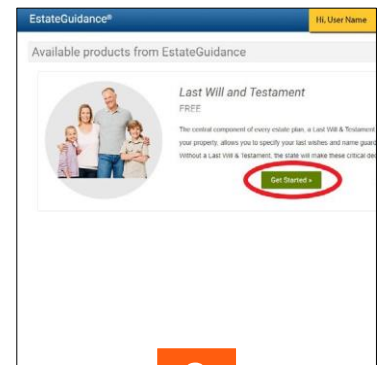 EstateGuidance®
Hi, User Name
Available products from EstateGuidance
Last Will and Testament
FREE
The central component of every estate plan, a Last Will & Testament
your property, allows you to specify your last wishes and name guard
Without a Last Will & Testament, the state will make these critical dec
Get Started »